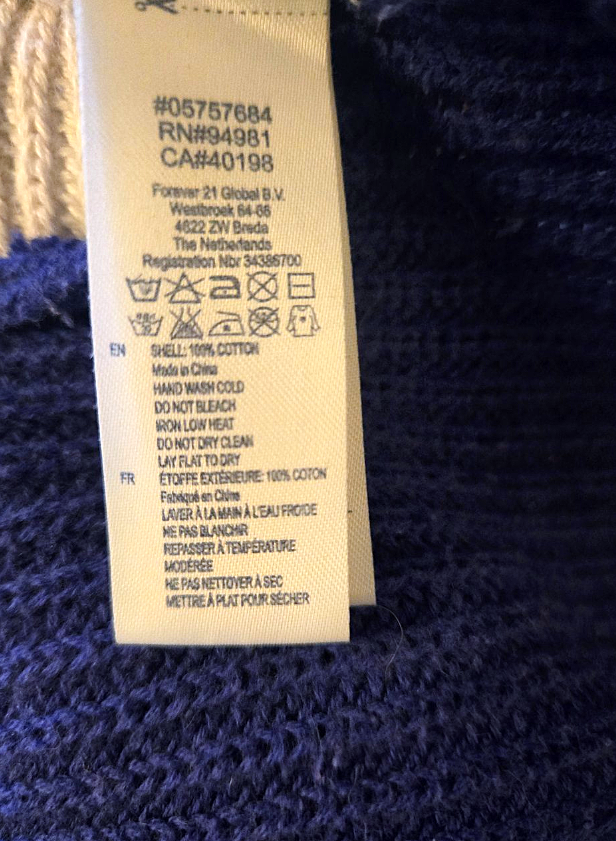 #05757684
RN#94981
CA#40198
Forever 21 Global B.V.
Westbroek 64-66
4822 ZW Breda
The Netherlands
Registration Nbr 34386700
EN SHELL: 100% COTTON
Made in China
HAND WASH COLD
DO NOT BLEACH
IRON LOW HEAT
DO NOT DRY CLEAN
LAY FLAT TO DRY
FR ÉTOFFE EXTÉRIEURE: 100% COTON
Fabriqué en Chine
LAVER À LA MAIN À L'EAU FROIDE
NE PAS BLANCHIR
REPASSER À TEMPÉRATURE
MODÉRÉE
NE PAS NETTOYER À SEC
METTRE À PLAT POUR SÉCHER